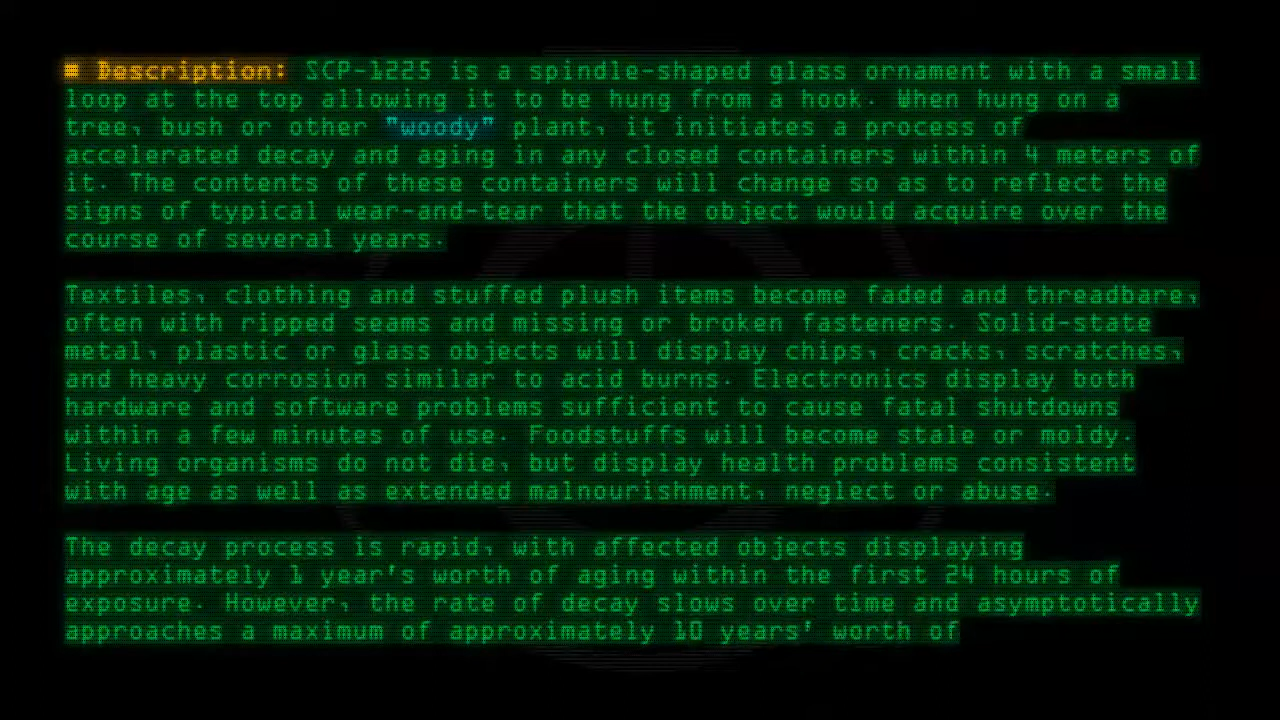 ■ Description: SCP-1225 is a spindle-shaped glass ornament with a small
loop at the top allowing it to be hung from a hook. When hung on a
tree, bush or other "woody" plant, it initiates a process of
accelerated decay and aging in any closed containers within 4 meters of
it. The contents of these containers will change so as to reflect the
signs of typical wear-and-tear that the object would acquire over the
course of several years.
Textiles, clothing and stuffed plush items become faded and threadbare,
often with ripped seams and missing or broken fasteners. Solid-state
metal, plastic or glass objects will display chips, cracks, scratches,
and heavy corrosion similar to acid burns. Electronics display both
hardware and software problems sufficient to cause fatal shutdowns
within a few minutes of use. Foodstuffs will become stale or moldy.
Living organisms do not die, but display health problems consistent
with age as well as extended malnourishment, neglect or abuse.
The decay process is rapid, with affected objects displaying
approximately 1 year's worth of aging within the first 24 hours of
exposure. However, the rate of decay slows over time and asymptotically
approaches a maximum of approximately 10 years' worth of